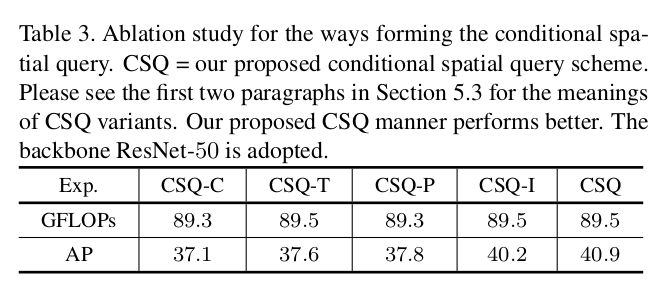 Table 3. Ablation study for the ways forming the conditional spa-
tial query. CSQ = our proposed conditional spatial query scheme.
Please see the first two paragraphs in Section 5.3 for the meanings
of CSQ variants. Our proposed CSQ manner performs better. The
backbone ResNet-50 is adopted.
Exp. CSQ-C CSQ-T CSQ-P CSQ-I CSQ
GFLOPs 89.3 89.5 89.3 89.5 89.5
AP 37.1 37.6 37.8 40.2 40.9